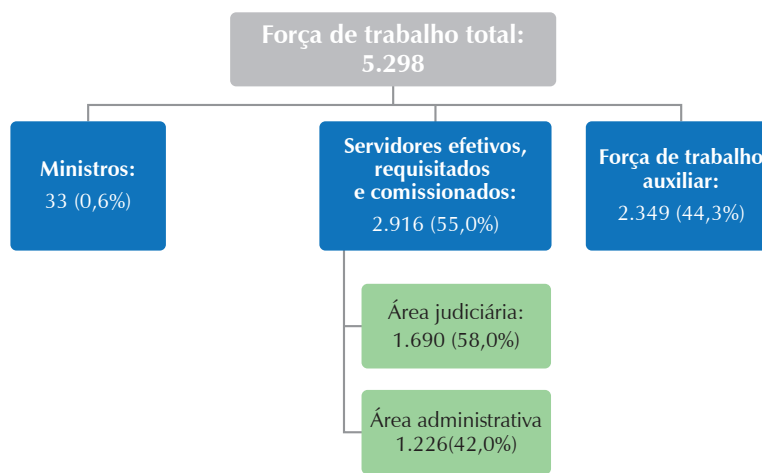 Força de trabalho total:
5.298
Ministros:
33 (0,6%)
Servidores efetivos,
requisitados
e comissionados:
2.916 (55,0%)
Força de trabalho
auxiliar:
2.349 (44,3%)
Área judiciária:
1.690 (58,0%)
Área administrativa
1.226(42,0%)